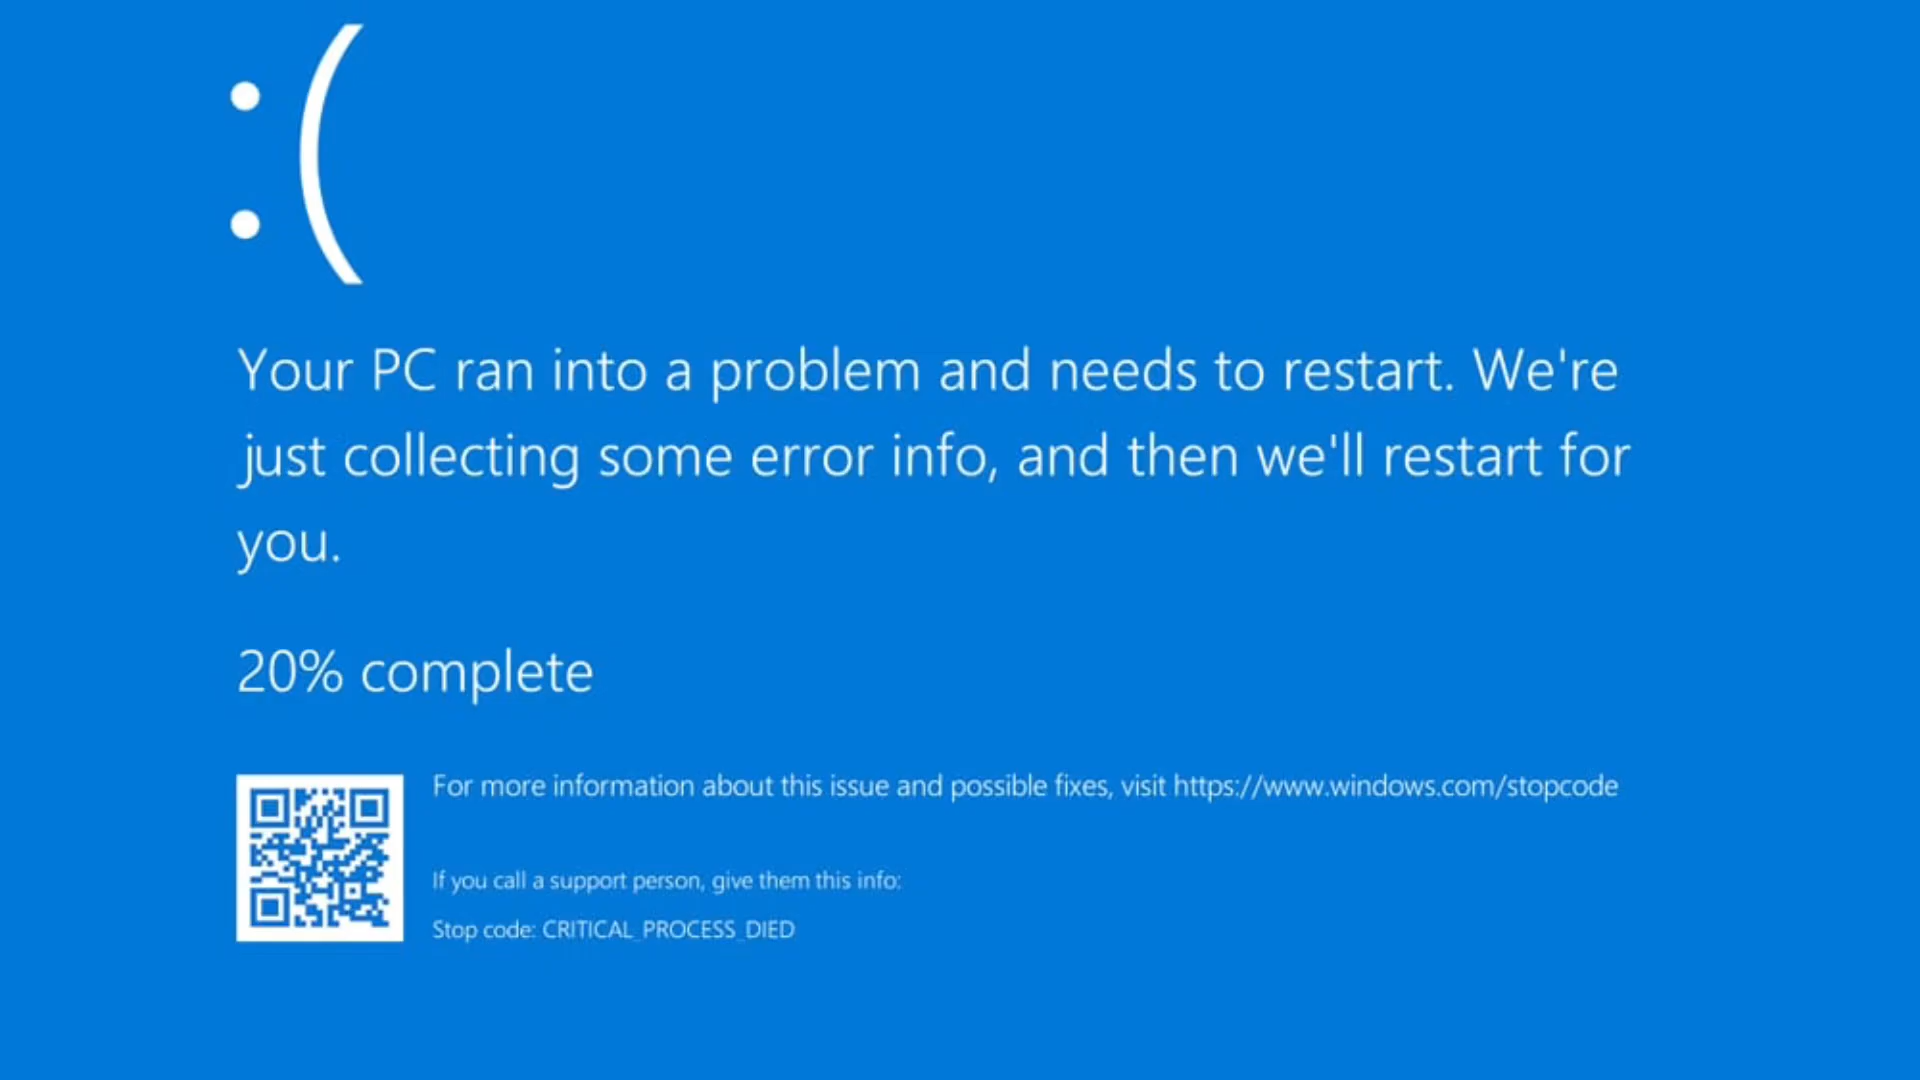 :(
Your PC ran into a problem and needs to restart. We're
just collecting some error info, and then we'll restart for
you.
20% complete
For more information about this issue and possible fixes, visit https://www.windows.com/stopcode
If you call a support person, give them this info:
Stop code: CRITICAL_PROCESS_DIED